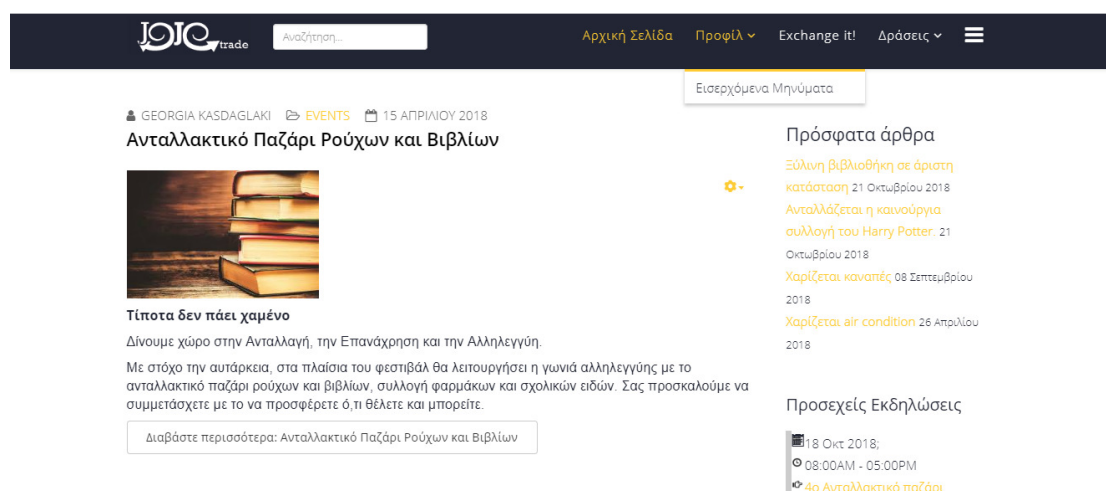 JOJO trade
Αναζήτηση...
Αρχική Σελίδα Προφίλ Exchange it! Δράσεις
Εισερχόμενα Μηνύματα
GEORGIA KASDAGLAKI EVENTS 15 ΑΠΡΙΛΙΟΥ 2018
Ανταλλακτικό Παζάρι Ρούχων και Βιβλίων
Τίποτα δεν πάει χαμένο
Δίνουμε χώρο στην Ανταλλαγή, την Επανάχρηση και την Αλληλεγγύη.
Με στόχο την αυτάρκεια, στα πλαίσια του φεστιβάλ θα λειτουργήσει η γωνιά αλληλεγγύης με το
ανταλλακτικό παζάρι ρούχων και βιβλίων, συλλογή φαρμάκων και σχολικών ειδών. Σας προσκαλούμε να
συμμετάσχετε με το να προσφέρετε ό,τι θέλετε και μπορείτε.
Διαβάστε περισσότερα: Ανταλλακτικό Παζάρι Ρούχων και Βιβλίων
Πρόσφατα άρθρα
Ξύλινη βιβλιοθήκη σε άριστη
κατάσταση 21 Οκτωβρίου 2018
Ανταλλάζεται η καινούργια
συλλογή του Harry Potter. 21
Οκτωβρίου 2018
Χαρίζεται καναπές 08 Σεπτεμβρίου
2018
Χαρίζεται air condition 26 Απριλίου
2018
Προσεχείς Εκδηλώσεις
18 Οκτ 2018;
08:00AM - 05:00PM
4ο Ανταλλακτικό παζάρι